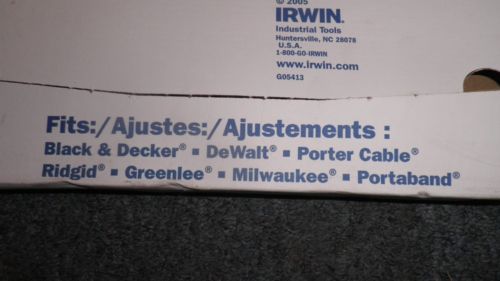 © 2005
IRWIN.
Industrial Tools
Huntersville, NC 28078
U.S.A.
1-800-GO-IRWIN
www.irwin.com
G05413
Fits:/Ajustes:/Ajustements :
Black & Decker® ▪ DeWalt® ▪ Porter Cable®
Ridgid® ▪ Greenlee® ▪ Milwaukee® ▪ Portaband®